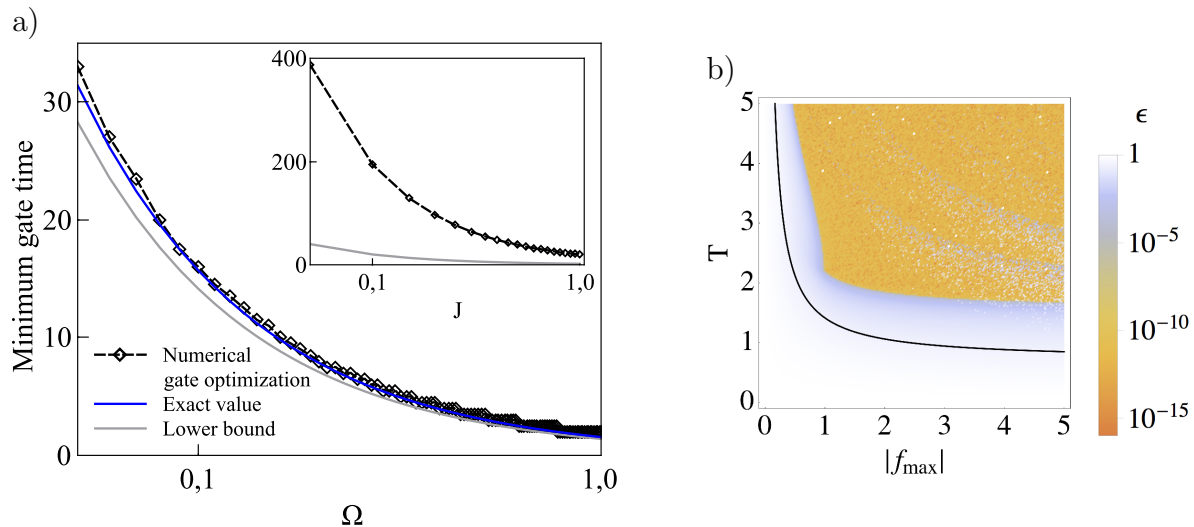 a)
Minimum gate time
30
20
10
0
0,1
1,0
Ω
Numerical
gate optimization
Exact value
Lower bound
400
200
0
0,1
1,0
J
b)
T
5
4
3
2
1
0
0
1
2
3
4
5
|f_max|
ϵ
1
10⁻⁵
10⁻¹⁰
10⁻¹⁵